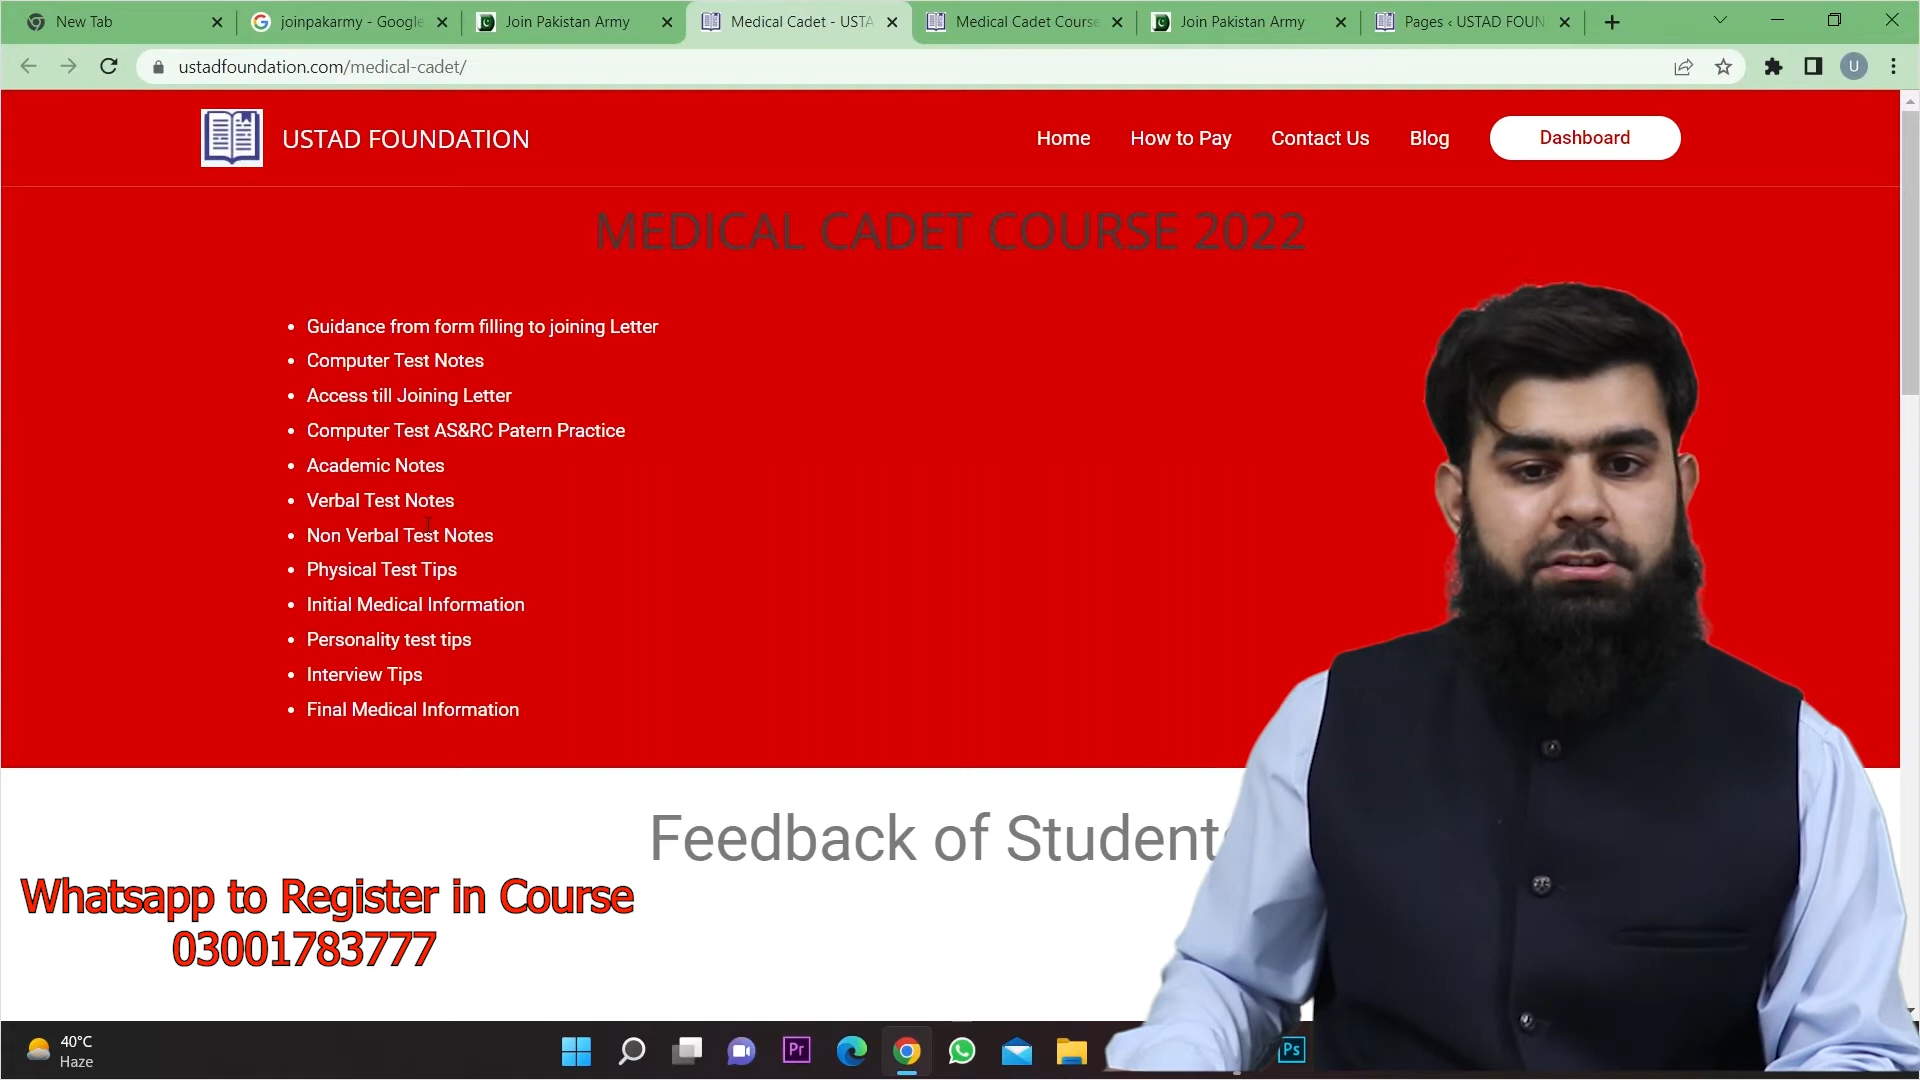 New Tab
joinpakarmy - Google
Join Pakistan Army
Medical Cadet - USTA
Medical Cadet Course
Join Pakistan Army
Pages ‹ USTAD FOUN
ustadfoundation.com/medical-cadet/
U
USTAD FOUNDATION
Home
How to Pay
Contact Us
Blog
Dashboard
MEDICAL CADET COURSE 2022
• Guidance from form filling to joining Letter
• Computer Test Notes
• Access till Joining Letter
• Computer Test AS&RC Patern Practice
• Academic Notes
• Verbal Test Notes
• Non Verbal Test Notes
• Physical Test Tips
• Initial Medical Information
• Personality test tips
• Interview Tips
• Final Medical Information
Feedback of Students
Whatsapp to Register in Course
03001783777
40°C
Haze
Pr
Ps